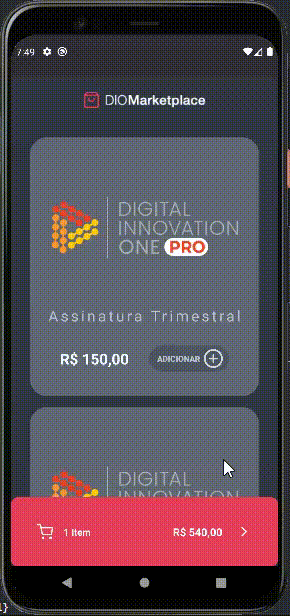 7:49
DIOMarketplace
DIGITAL
INNOVATION
ONE PRO
Assinatura Trimestral
R$ 150,00
ADICIONAR
DIGITAL
INNOVATION
1 Item
R$ 540,00